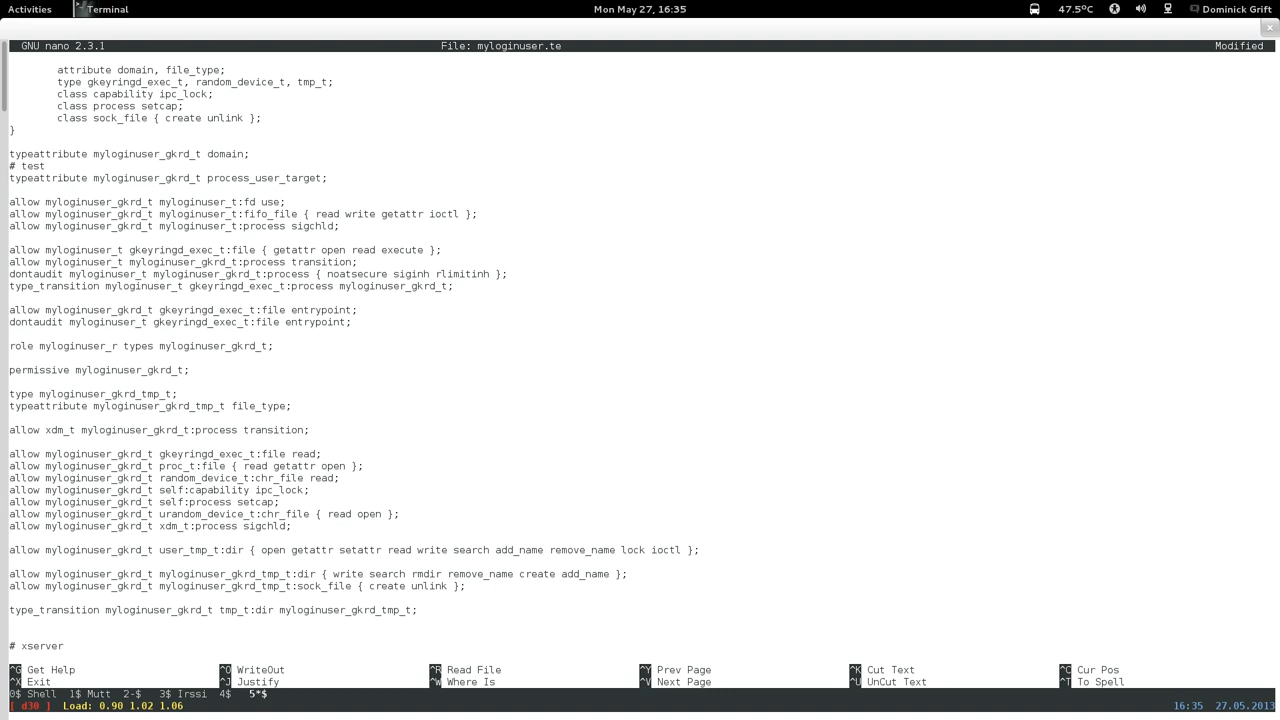 Activities Terminal Mon May 27, 16:35 47.5°C Dominick Grift
GNU nano 2.3.1 File: myloginuser.te Modified
attribute domain, file_type;
type gkeyringd_exec_t, random_device_t, tmp_t;
class capability ipc_lock;
class process setcap;
class sock_file { create unlink };
}
typeattribute myloginuser_gkrd_t domain;
# test
typeattribute myloginuser_gkrd_t process_user_target;
allow myloginuser_gkrd_t myloginuser_t:fd use;
allow myloginuser_gkrd_t myloginuser_t:fifo_file { read write getattr ioctl };
allow myloginuser_gkrd_t myloginuser_t:process sigchld;
allow myloginuser_t gkeyringd_exec_t:file { getattr open read execute };
allow myloginuser_t myloginuser_gkrd_t:process transition;
dontaudit myloginuser_t myloginuser_gkrd_t:process { noatsecure siginh rlimitinh };
type_transition myloginuser_t gkeyringd_exec_t:process myloginuser_gkrd_t;
allow myloginuser_gkrd_t gkeyringd_exec_t:file entrypoint;
dontaudit myloginuser_t gkeyringd_exec_t:file entrypoint;
role myloginuser_r types myloginuser_gkrd_t;
permissive myloginuser_gkrd_t;
type myloginuser_gkrd_tmp_t;
typeattribute myloginuser_gkrd_tmp_t file_type;
allow xdm_t myloginuser_gkrd_t:process transition;
allow myloginuser_gkrd_t gkeyringd_exec_t:file read;
allow myloginuser_gkrd_t proc_t:file { read getattr open };
allow myloginuser_gkrd_t random_device_t:chr_file read;
allow myloginuser_gkrd_t self:capability ipc_lock;
allow myloginuser_gkrd_t self:process setcap;
allow myloginuser_gkrd_t urandom_device_t:chr_file { read open };
allow myloginuser_gkrd_t xdm_t:process sigchld;
allow myloginuser_gkrd_t user_tmp_t:dir { open getattr setattr read write search add_name remove_name lock ioctl };
allow myloginuser_gkrd_t myloginuser_gkrd_tmp_t:dir { write search rmdir remove_name create add_name };
allow myloginuser_gkrd_t myloginuser_gkrd_tmp_t:sock_file { create unlink };
type_transition myloginuser_gkrd_t tmp_t:dir myloginuser_gkrd_tmp_t;
# xserver
^G Get Help ^O WriteOut ^R Read File ^Y Prev Page ^K Cut Text ^C Cur Pos
^X Exit ^J Justify ^W Where Is ^V Next Page ^U UnCut Text ^T To Spell
0$ Shell 1$ Mutt 2-$ 3$ Irssi 4$ 5*$
[ d30 ] Load: 0.90 1.02 1.06 16:35 27.05.2013